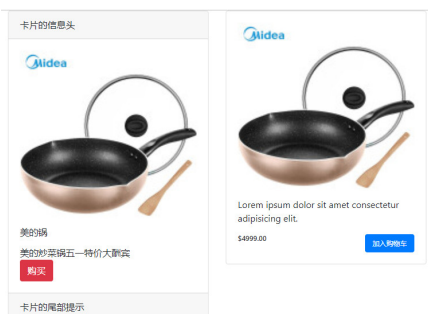 卡片的信息头
Midea
美的锅
美的炒菜锅五一特价大酬宾
购买
卡片的尾部提示
Midea
Lorem ipsum dolor sit amet consectetur
adipisicing elit.
$4999.00
加入购物车